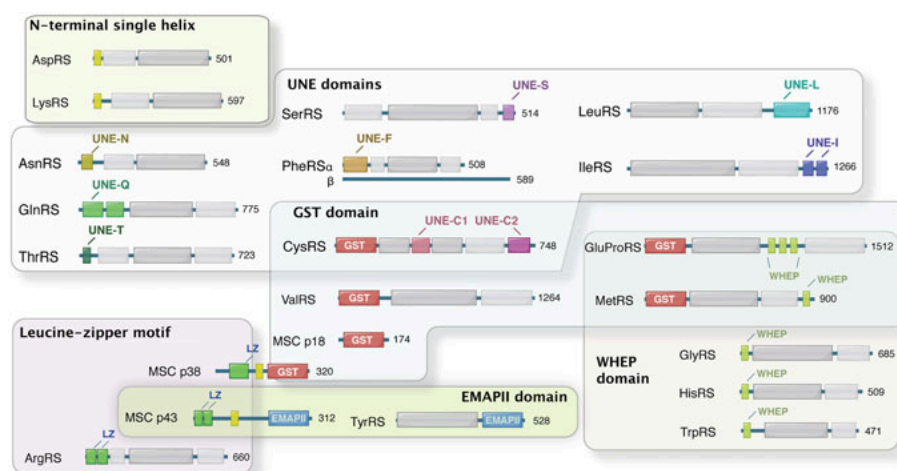 N-terminal single helix
AspRS 501
LysRS 597
UNE domains
UNE-S
SerRS 514
UNE-L
LeuRS 1176
UNE-N
AsnRS 548
UNE-F
PheRSα 508
β 589
UNE-I
IleRS 1266
UNE-Q
GlnRS 775
UNE-T
ThrRS 723
GST domain
UNE-C1 UNE-C2
CysRS GST 748
GluProRS GST 1512
WHEP
ValRS GST 1264
WHEP
MetRS GST 900
MSC p18 GST 174
Leucine-zipper motif
LZ
MSC p38 GST 320
WHEP domain
WHEP
GlyRS 685
WHEP
HisRS 509
WHEP
TrpRS 471
EMAPII domain
LZ
MSC p43 EMAPII 312
TyrRS EMAPII 528
LZ
ArgRS 660